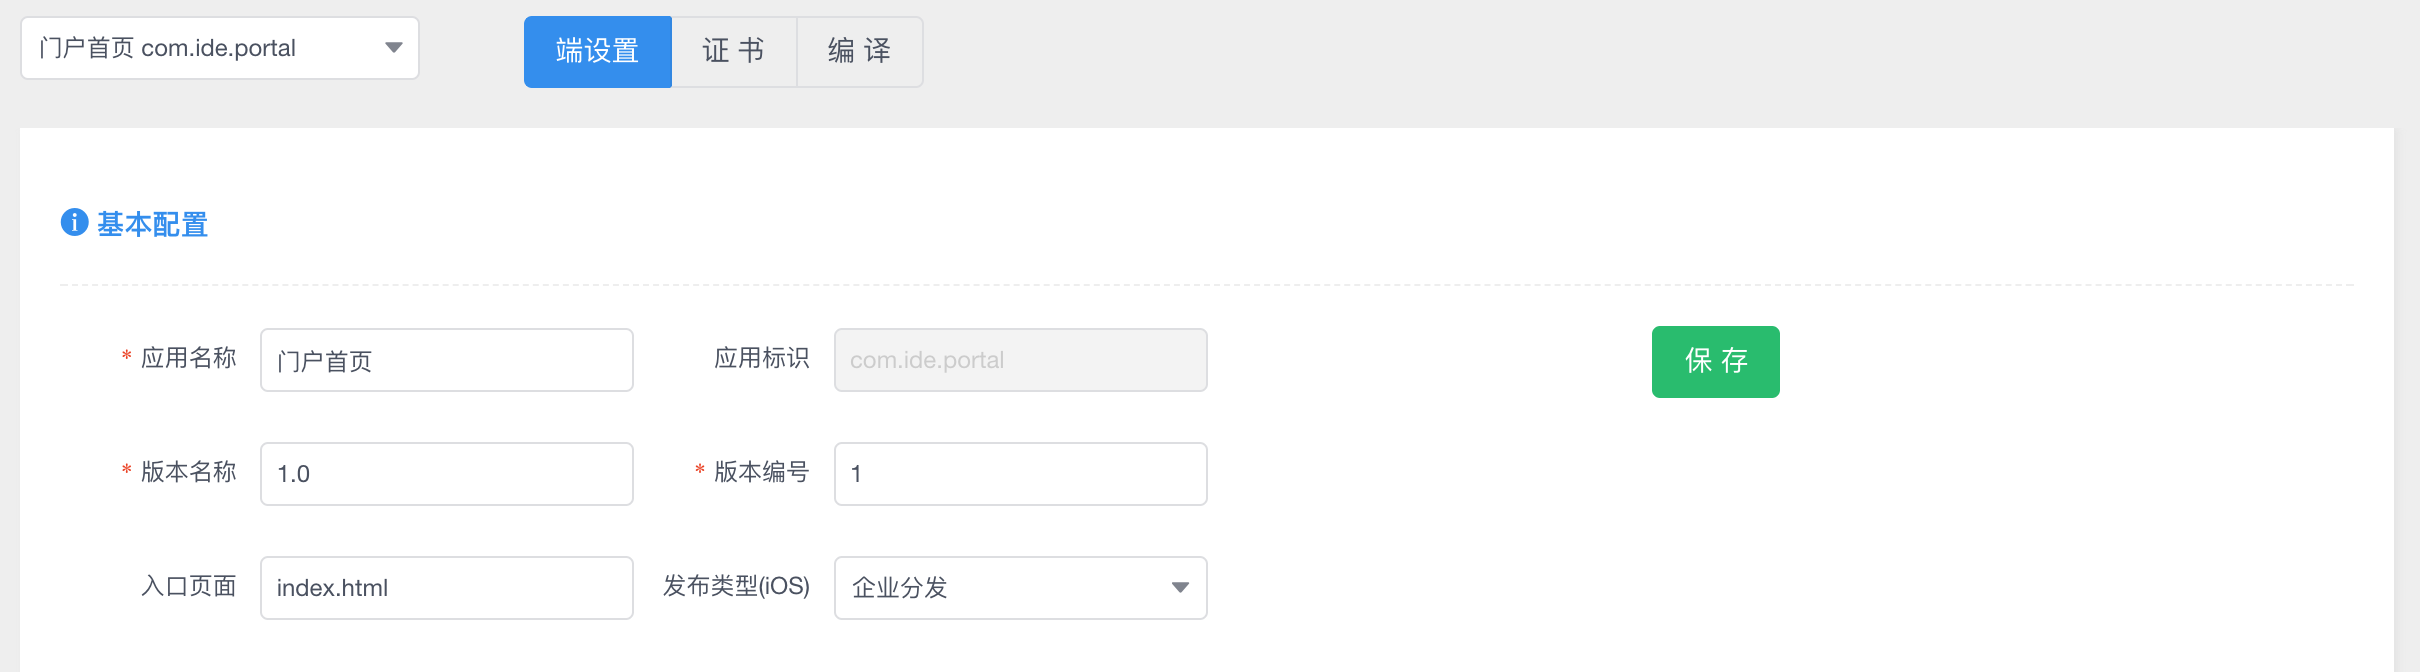 门户首页 com.ide.portal 端设置 证 书 编 译
基本配置
* 应用名称 门户首页 应用标识 com.ide.portal 保 存
* 版本名称 1.0 * 版本编号 1
入口页面 index.html 发布类型(iOS) 企业分发